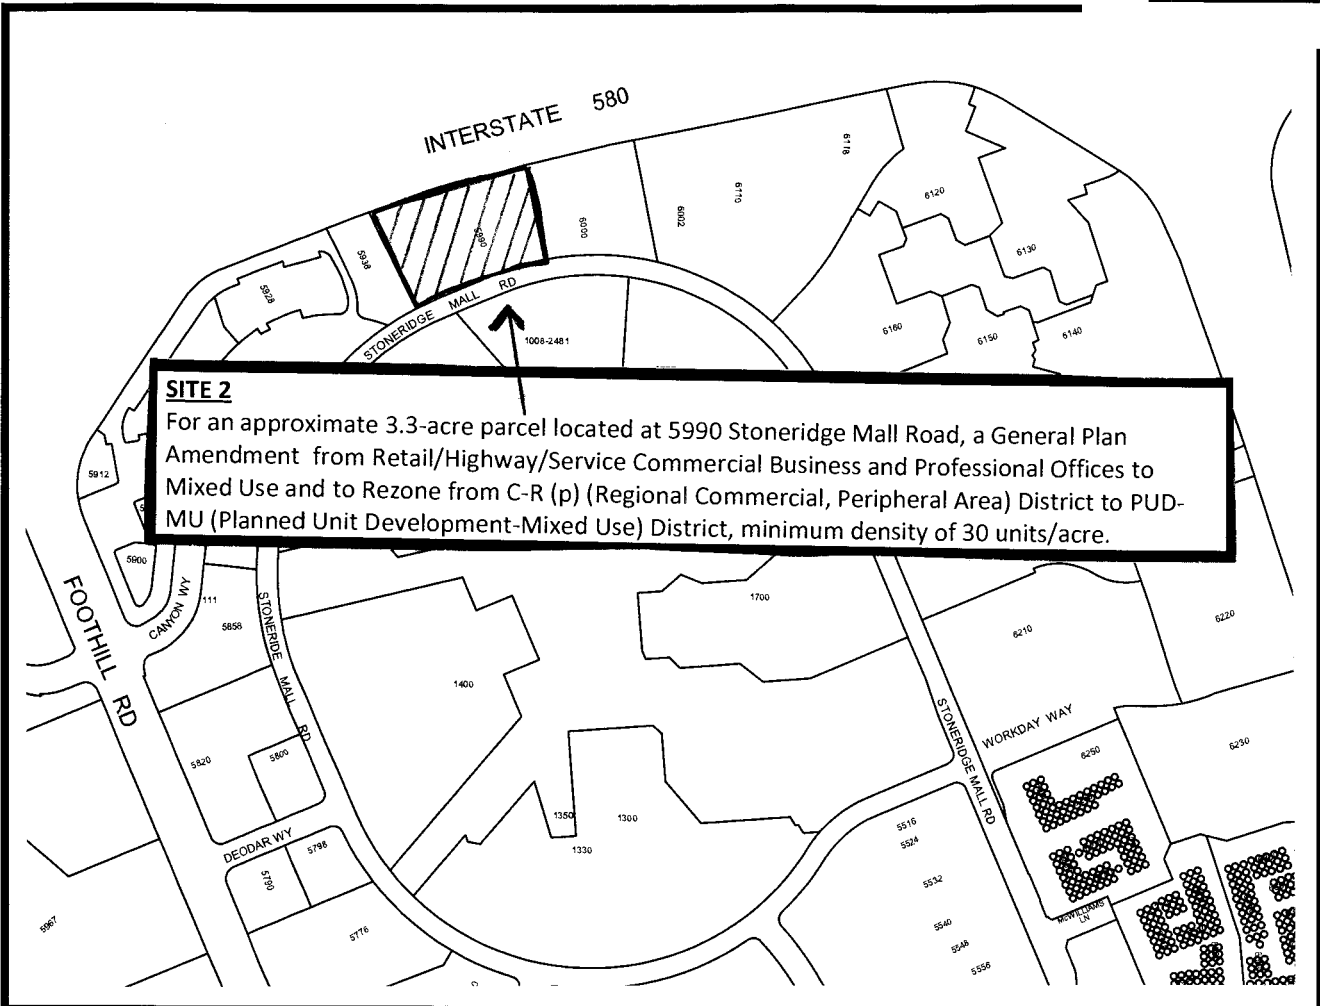 INTERSTATE 580
6118
6120
6110
6002
6000
5990
5938
5928
6130
6160
6150
6140
STONERIDGE MALL RD
1008-2481
SITE 2
For an approximate 3.3-acre parcel located at 5990 Stoneridge Mall Road, a General Plan
Amendment from Retail/Highway/Service Commercial Business and Professional Offices to
Mixed Use and to Rezone from C-R (p) (Regional Commercial, Peripheral Area) District to PUD-
MU (Planned Unit Development-Mixed Use) District, minimum density of 30 units/acre.
5912
5900
FOOTHILL RD
CANYON WY
111
5858
STONERIDE MALL RD
1700
6210
6220
1400
STONERIDGE MALL RD
WORKDAY WAY
6250
6230
5820
5800
1350
1300
1330
DEODAR WY
5798
5790
5776
5967
5516
5524
5532
5540
5548
5556
McWILLIAMS
LN